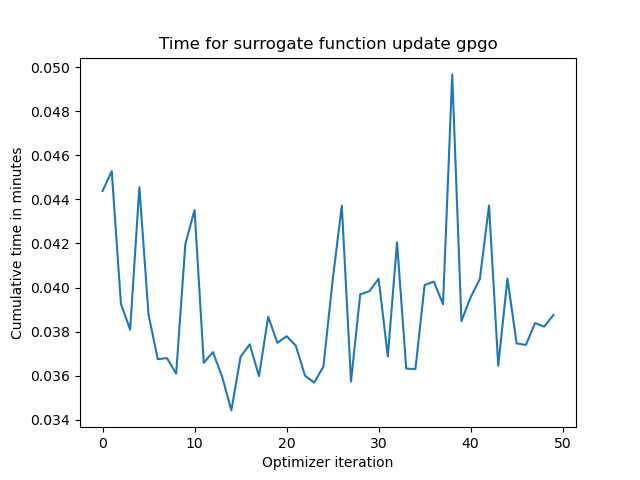 Time for surrogate function update gpgo
0.050
0.048
0.046
0.044
0.042
0.040
0.038
0.036
0.034
Cumulative time in minutes
0 10 20 30 40 50
Optimizer iteration